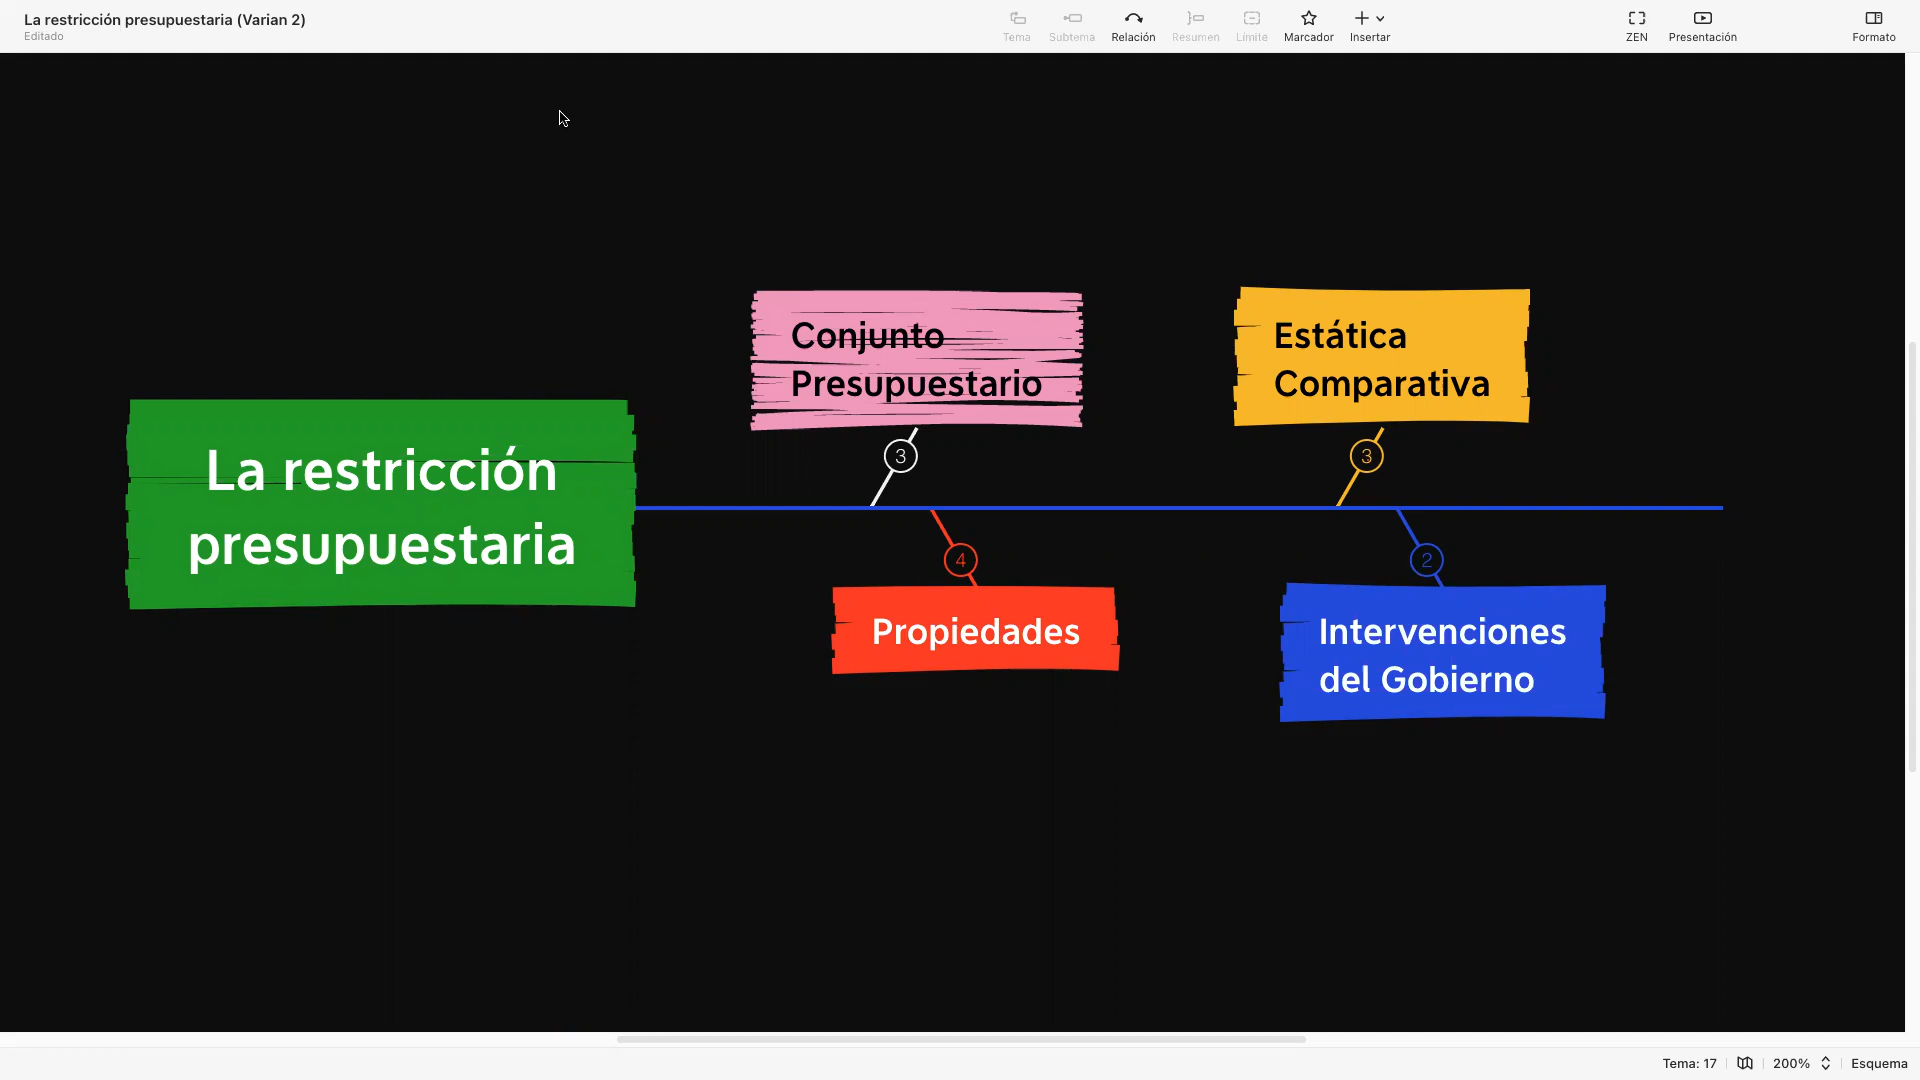 La restricción presupuestaria (Varian 2)
Editado
Tema
Subtema
Relación
Resumen
Límite
Marcador
Insertar
ZEN
Presentación
Formato
Conjunto
Presupuestario
Estática
Comparativa
La restricción
presupuestaria
3
3
4
2
Propiedades
Intervenciones
del Gobierno
Tema: 17
200%
Esquema